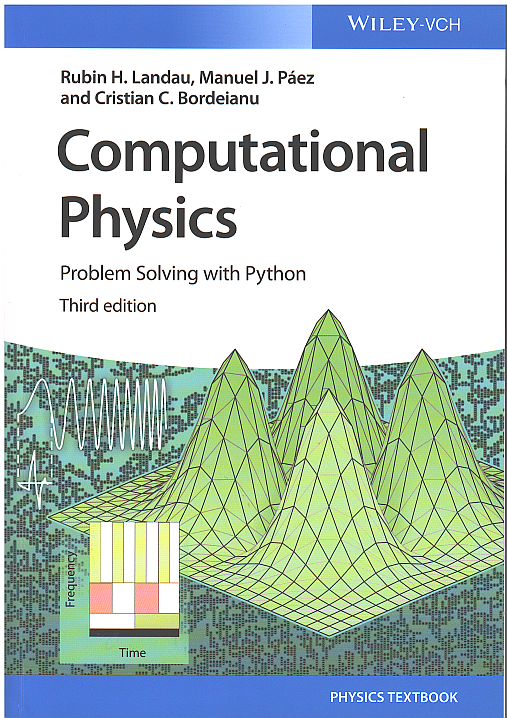 WILEY-VCH
Rubin H. Landau, Manuel J. Páez
and Cristian C. Bordeianu
Computational
Physics
Problem Solving with Python
Third edition
Frequency
Time
PHYSICS TEXTBOOK